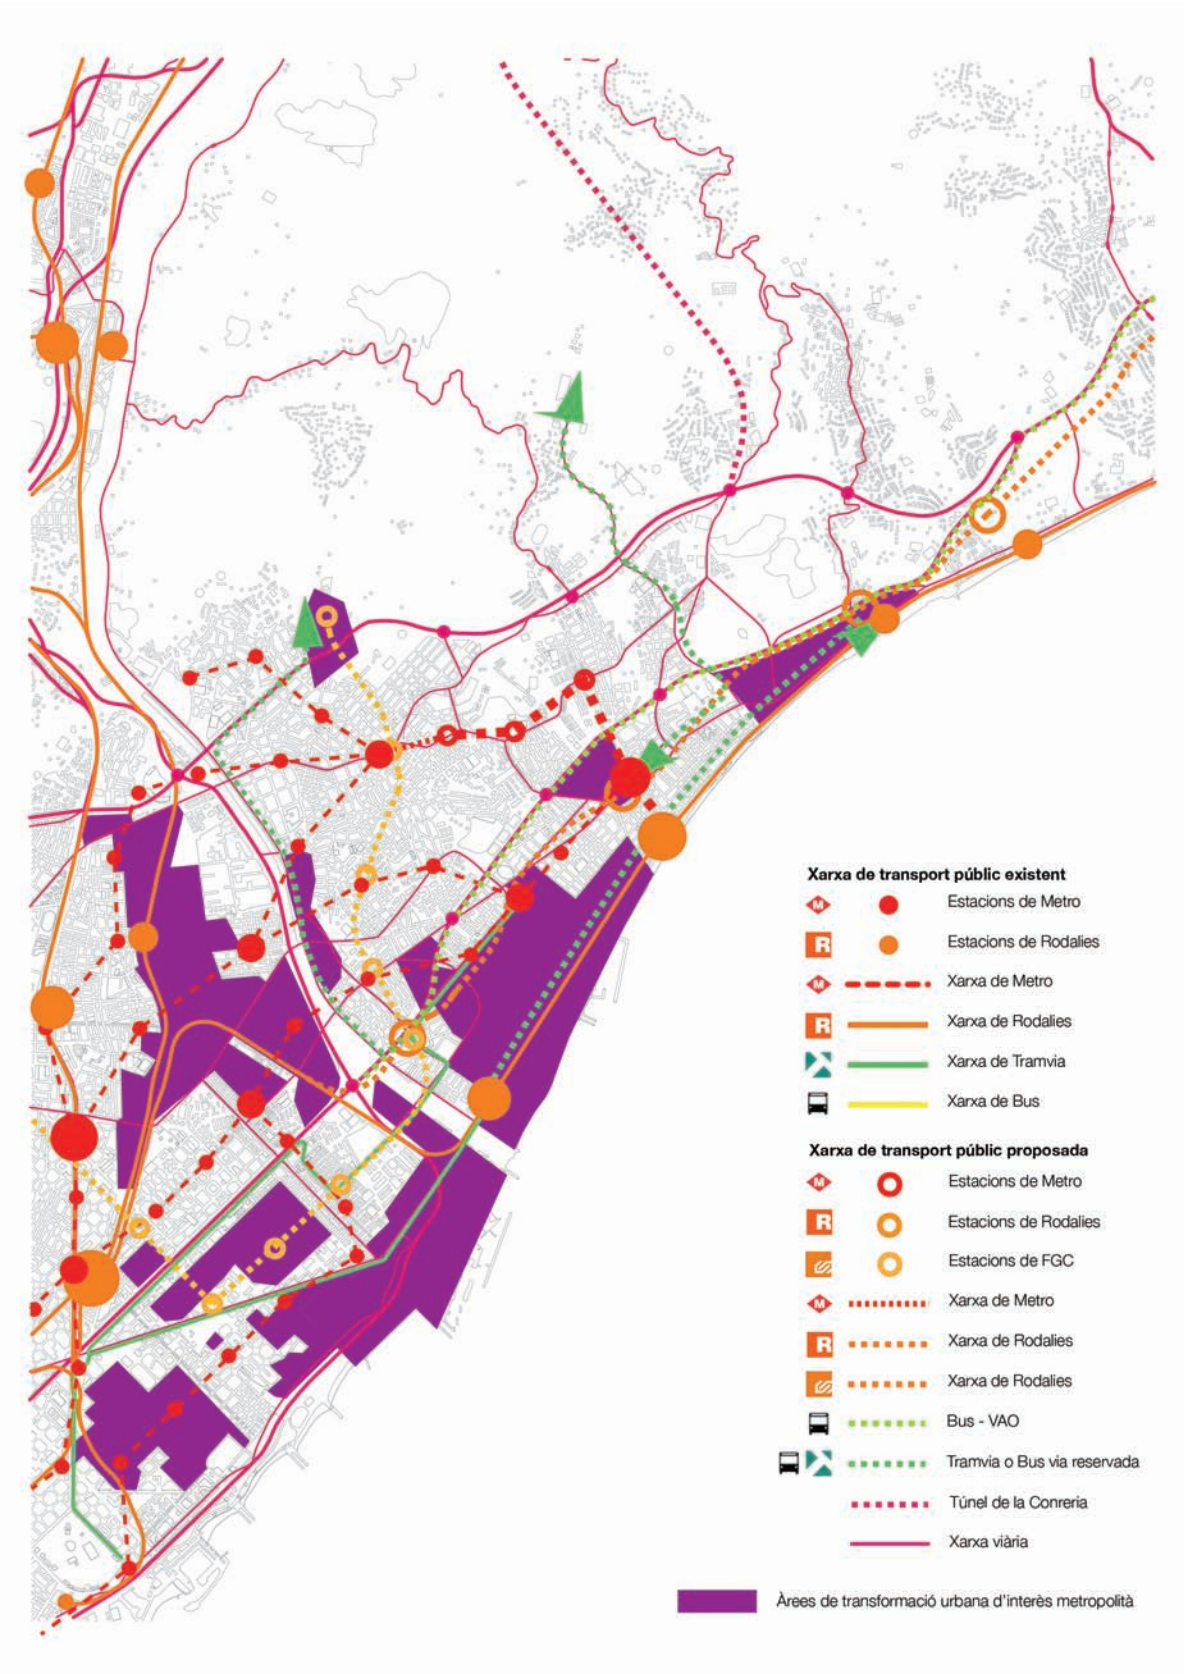 Xarxa de transport públic existent
M Estacions de Metro
R Estacions de Rodalies
M Xarxa de Metro
R Xarxa de Rodalies
Xarxa de Tramvia
Xarxa de Bus
Xarxa de transport públic proposada
M Estacions de Metro
R Estacions de Rodalies
Estacions de FGC
M Xarxa de Metro
R Xarxa de Rodalies
Xarxa de Rodalies
Bus - VAO
Tramvia o Bus via reservada
Túnel de la Conreria
Xarxa viària
Àrees de transformació urbana d'interès metropolità